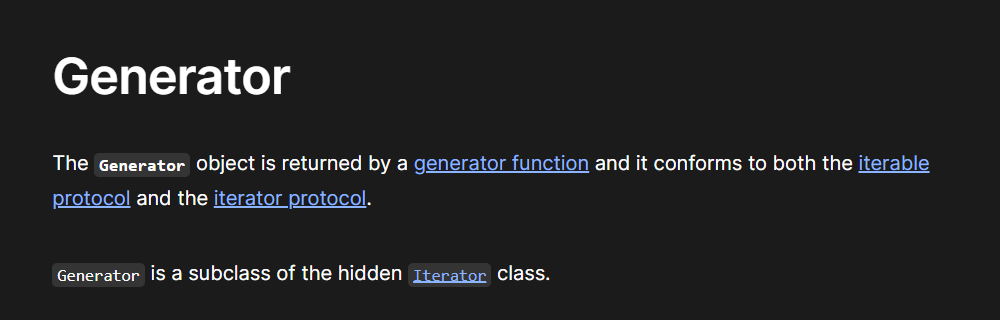 Generator
The Generator object is returned by a generator function and it conforms to both the iterable
protocol and the iterator protocol.
Generator is a subclass of the hidden Iterator class.